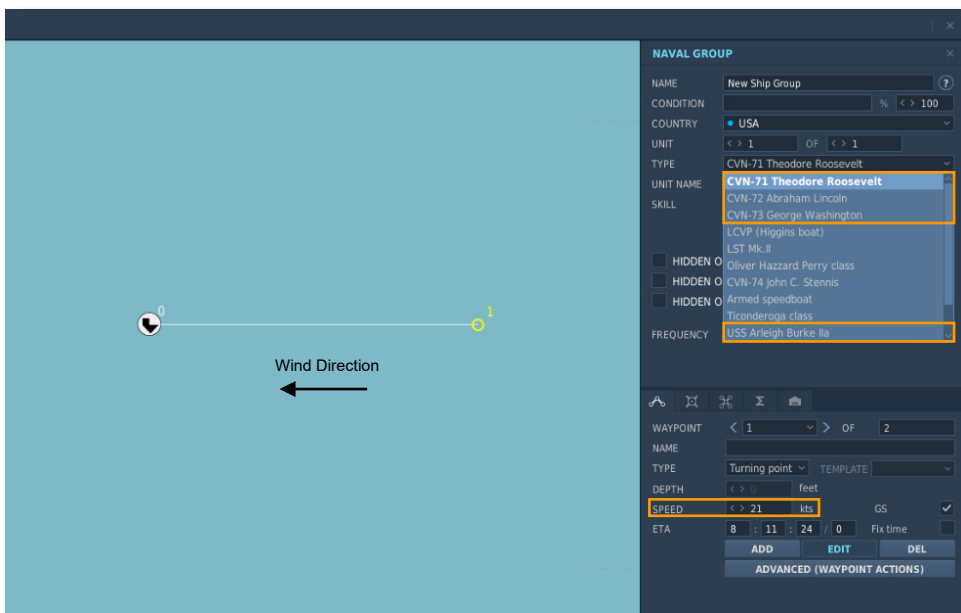 NAVAL GROUP
NAME New Ship Group ?
CONDITION % < > 100
COUNTRY USA
UNIT < > 1 OF < > 1
TYPE CVN-71 Theodore Roosevelt
UNIT NAME CVN-71 Theodore Roosevelt
CVN-72 Abraham Lincoln
SKILL CVN-73 George Washington
LCVP (Higgins boat)
LST Mk.II
HIDDEN O Oliver Hazzard Perry class
HIDDEN O CVN-74 John C. Stennis
HIDDEN O Armed speedboat
Ticonderoga class
FREQUENCY USS Arleigh Burke IIa
0
1
Wind Direction
WAYPOINT < 1 > OF 2
NAME
TYPE Turning point TEMPLATE
DEPTH < > 0 feet
SPEED < > 21 kts GS
ETA 8 : 11 : 24 / 0 Fix time
ADD EDIT DEL
ADVANCED (WAYPOINT ACTIONS)